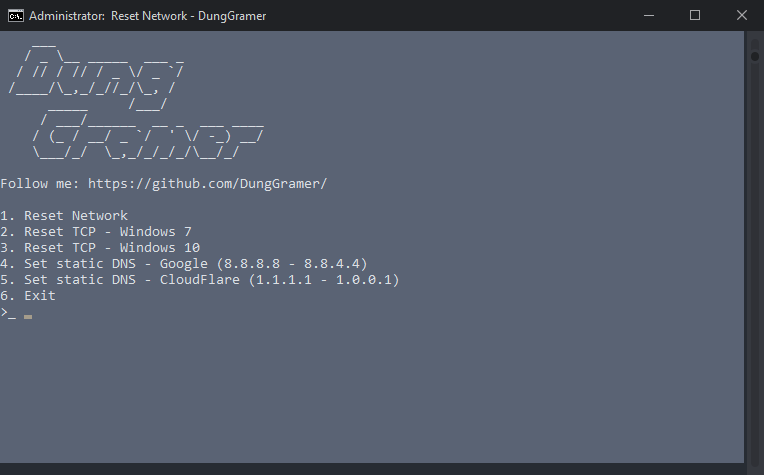 Administrator: Reset Network - DungGramer
Dung
Gramer
Follow me: https://github.com/DungGramer/
1. Reset Network
2. Reset TCP - Windows 7
3. Reset TCP - Windows 10
4. Set static DNS - Google (8.8.8.8 - 8.8.4.4)
5. Set static DNS - CloudFlare (1.1.1.1 - 1.0.0.1)
6. Exit
>_